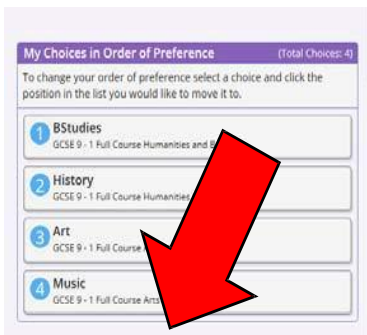 My Choices in Order of Preference (Total Choices: 4)
To change your order of preference select a choice and click the
position in the list you would like to move it to.
1 BStudies
GCSE 9 - 1 Full Course Humanities and B
2 History
GCSE 9 - 1 Full Course Humanities
3 Art
GCSE 9 - 1 Full Course
4 Music
GCSE 9 - 1 Full Course Arts